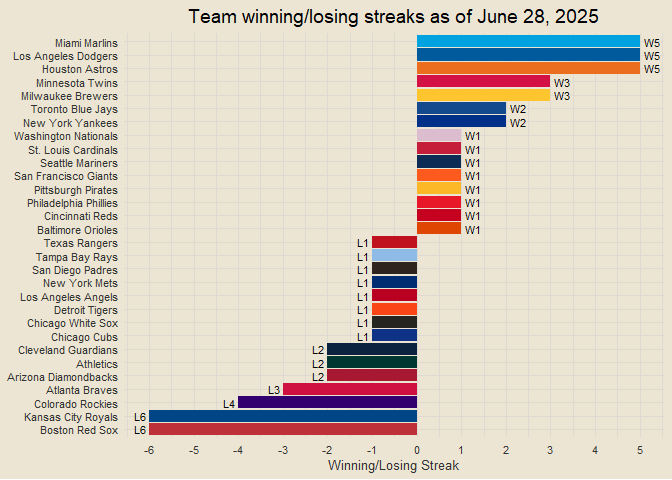 Team winning/losing streaks as of June 28, 2025
Miami Marlins W5
Los Angeles Dodgers W5
Houston Astros W5
Minnesota Twins W3
Milwaukee Brewers W3
Toronto Blue Jays W2
New York Yankees W2
Washington Nationals W1
St. Louis Cardinals W1
Seattle Mariners W1
San Francisco Giants W1
Pittsburgh Pirates W1
Philadelphia Phillies W1
Cincinnati Reds W1
Baltimore Orioles W1
Texas Rangers L1
Tampa Bay Rays L1
San Diego Padres L1
New York Mets L1
Los Angeles Angels L1
Detroit Tigers L1
Chicago White Sox L1
Chicago Cubs L1
Cleveland Guardians L2
Athletics L2
Arizona Diamondbacks L2
Atlanta Braves L3
Colorado Rockies L4
Kansas City Royals L6
Boston Red Sox L6
-6 -5 -4 -3 -2 -1 0 1 2 3 4 5
Winning/Losing Streak